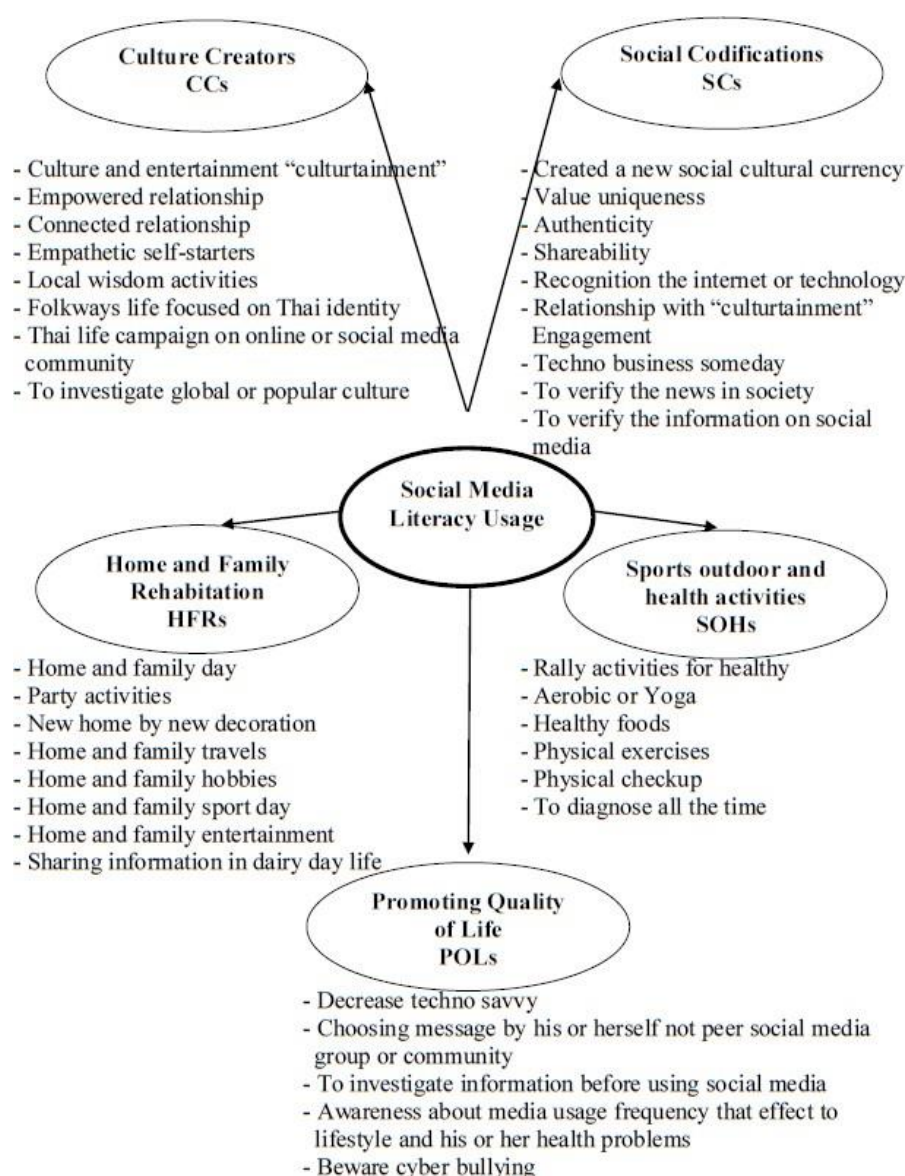 Culture Creators
CCs
- Culture and entertainment “culturtainment”
- Empowered relationship
- Connected relationship
- Empathetic self-starters
- Local wisdom activities
- Folkways life focused on Thai identity
- Thai life campaign on online or social media
community
- To investigate global or popular culture
Social Codifications
SCs
- Created a new social cultural currency
- Value uniqueness
- Authenticity
- Shareability
- Recognition the internet or technology
- Relationship with “culturtainment”
Engagement
- Techno business someday
- To verify the news in society
- To verify the information on social
media
Social Media
Literacy Usage
Home and Family
Rehabitation
HFRs
- Home and family day
- Party activities
- New home by new decoration
- Home and family travels
- Home and family hobbies
- Home and family sport day
- Home and family entertainment
- Sharing information in dairy day life
Sports outdoor and
health activities
SOHs
- Rally activities for healthy
- Aerobic or Yoga
- Healthy foods
- Physical exercises
- Physical checkup
- To diagnose all the time
Promoting Quality
of Life
POLs
- Decrease techno savvy
- Choosing message by his or herself not peer social media
group or community
- To investigate information before using social media
- Awareness about media usage frequency that effect to
lifestyle and his or her health problems
- Beware cyber bullying